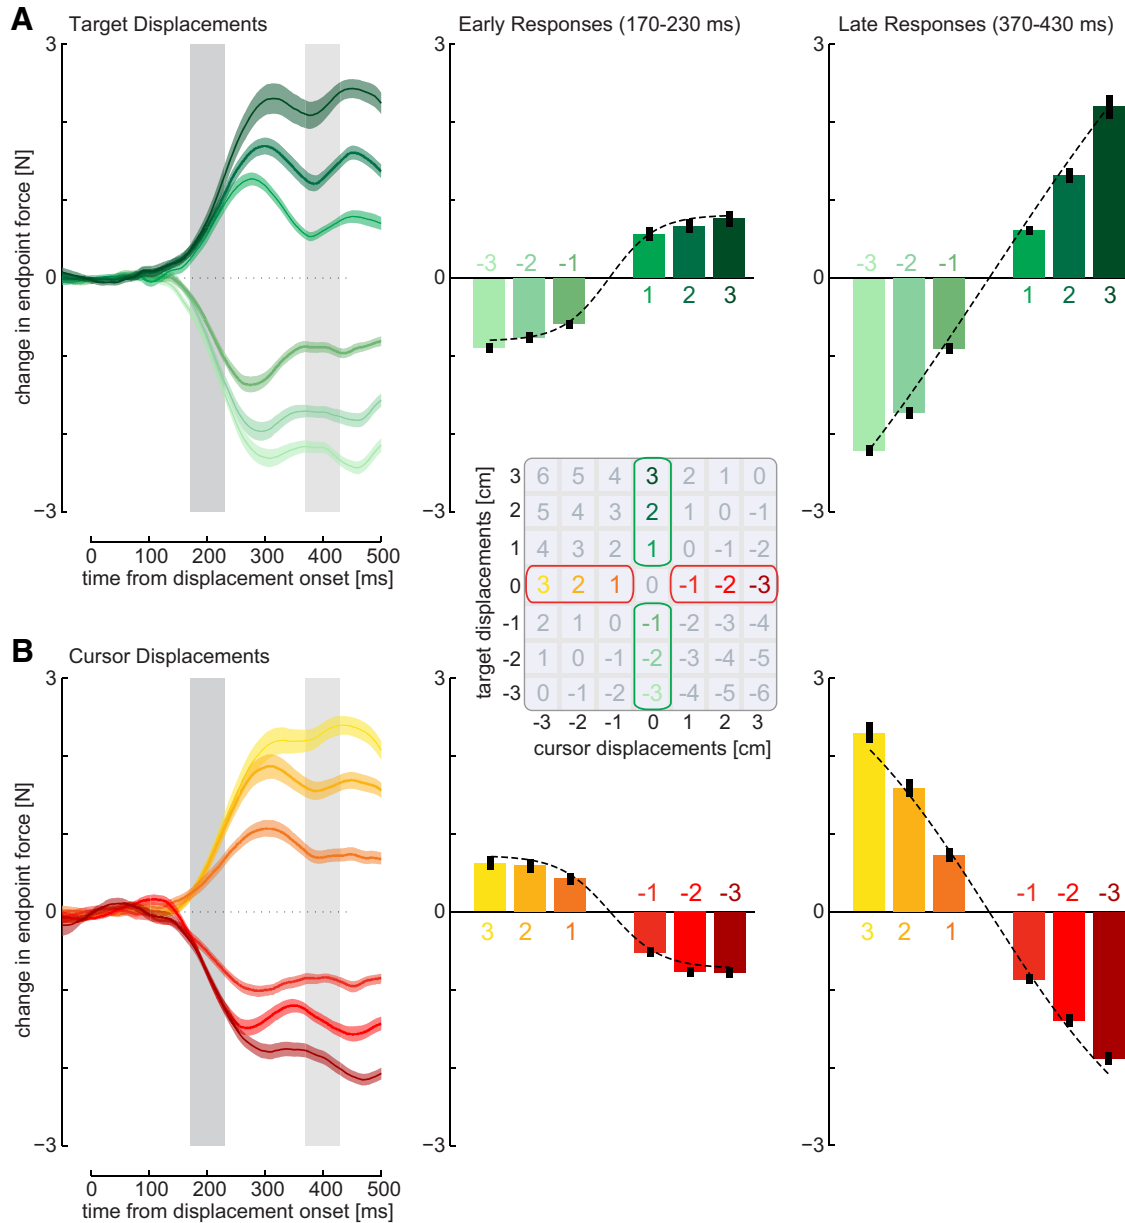 A
Target Displacements
Early Responses (170-230 ms)
Late Responses (370-430 ms)
3
3
3
change in endpoint force [N]
-3 -2 -1
-3 -2 -1
0
0
0
1 2 3
1 2 3
−3
−3
−3
0 100 200 300 400 500
time from displacement onset [ms]
target displacements [cm]
3 6 5 4 3 2 1 0
2 5 4 3 2 1 0 -1
1 4 3 2 1 0 -1 -2
0 3 2 1 0 -1 -2 -3
-1 2 1 0 -1 -2 -3 -4
-2 1 0 -1 -2 -3 -4 -5
-3 0 -1 -2 -3 -4 -5 -6
-3 -2 -1 0 1 2 3
cursor displacements [cm]
B
Cursor Displacements
3
3
3
change in endpoint force [N]
-1 -2 -3
-1 -2 -3
0
0
0
3 2 1
3 2 1
−3
−3
−3
0 100 200 300 400 500
time from displacement onset [ms]